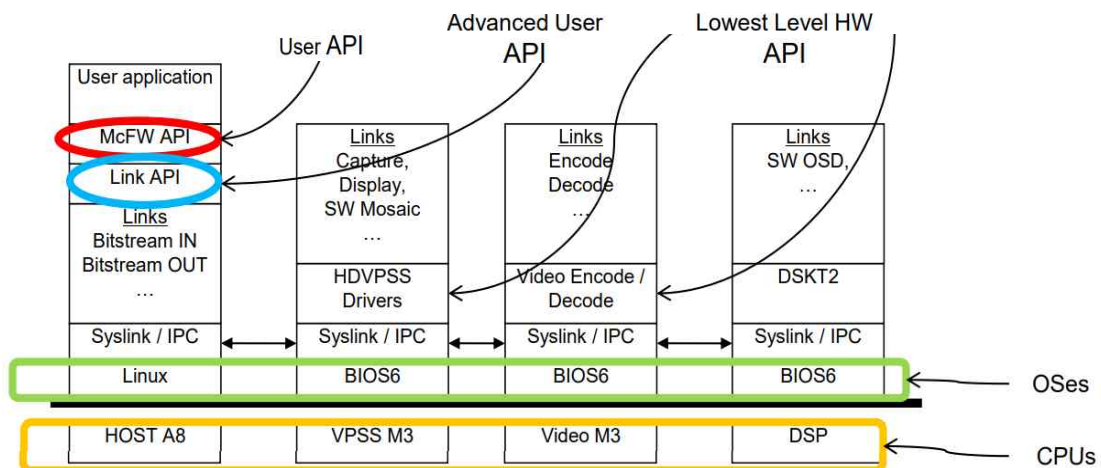 User API
Advanced User
API
Lowest Level HW
API
User application
McFW API
Link API
Links
Bitstream IN
Bitstream OUT
…
Syslink / IPC
Linux
HOST A8
Links
Capture,
Display,
SW Mosaic
…
HDVPSS
Drivers
Syslink / IPC
BIOS6
VPSS M3
Links
Encode
Decode
…
Video Encode /
Decode
Syslink / IPC
BIOS6
Video M3
Links
SW OSD,
…
DSKT2
Syslink / IPC
BIOS6
DSP
OSes
CPUs